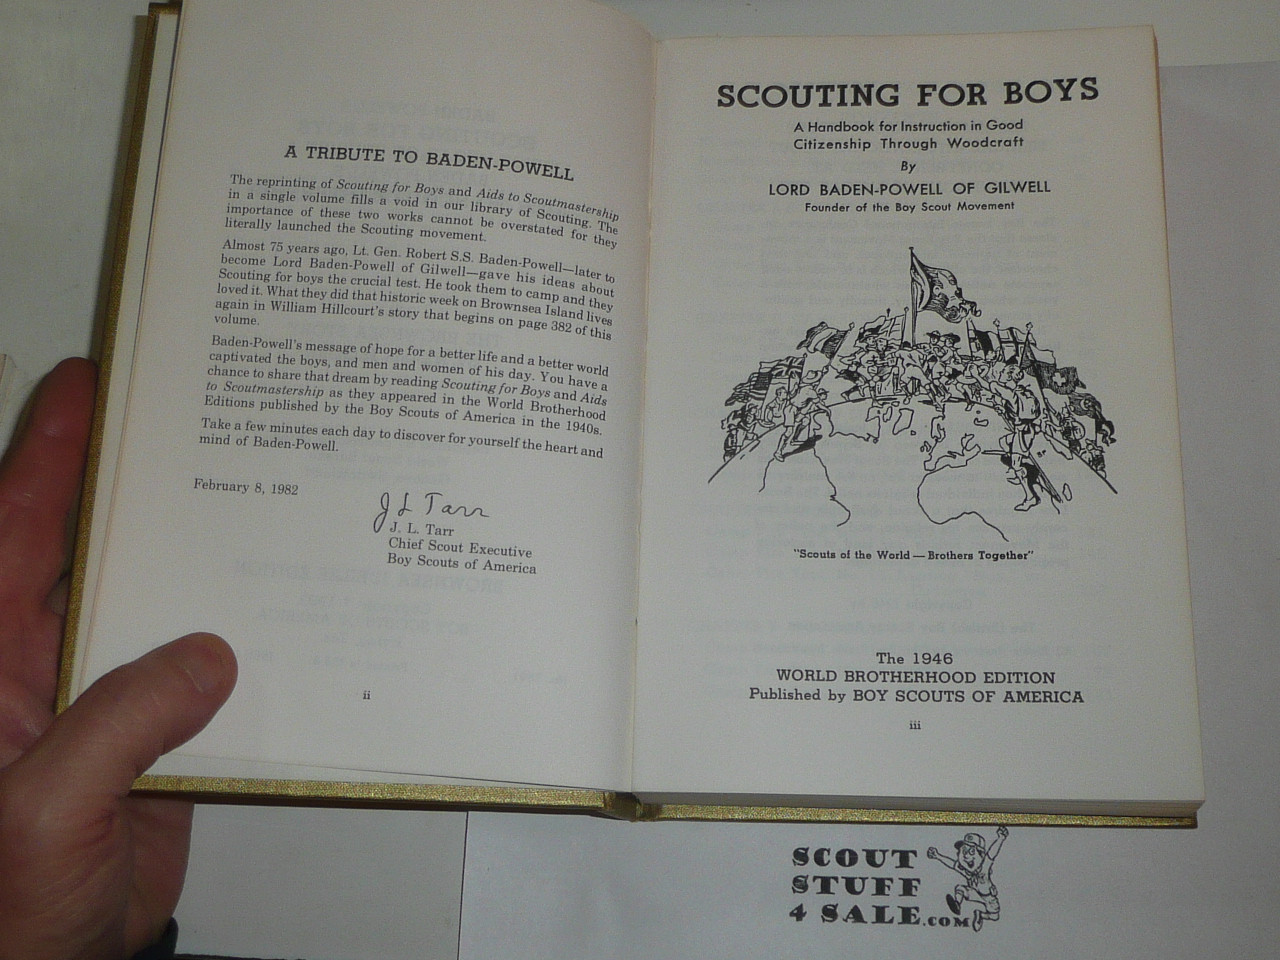 A TRIBUTE TO BADEN-POWELL
The reprinting of Scouting for Boys and Aids to Scoutmastership
in a single volume fills a void in our library of Scouting. The
importance of these two works cannot be overstated for they
literally launched the Scouting movement.
Almost 75 years ago, Lt. Gen. Robert S.S. Baden-Powell—later to
become Lord Baden-Powell of Gilwell—gave his ideas about
Scouting for boys the crucial test. He took them to camp and they
loved it. What they did that historic week on Brownsea Island lives
again in William Hillcourt's story that begins on page 382 of this
volume.
Baden-Powell's message of hope for a better life and a better world
captivated the boys, and men and women of his day. You have a
chance to share that dream by reading Scouting for Boys and Aids
to Scoutmastership as they appeared in the World Brotherhood
Editions published by the Boy Scouts of America in the 1940s.
Take a few minutes each day to discover for yourself the heart and
mind of Baden-Powell.
February 8, 1982
J L Tarr
J. L. Tarr
Chief Scout Executive
Boy Scouts of America
ii
SCOUTING FOR BOYS
A Handbook for Instruction in Good
Citizenship Through Woodcraft
By
LORD BADEN-POWELL OF GILWELL
Founder of the Boy Scout Movement
"Scouts of the World — Brothers Together"
The 1946
WORLD BROTHERHOOD EDITION
Published by BOY SCOUTS OF AMERICA
iii
SCOUT
STUFF
4 SALE.COM